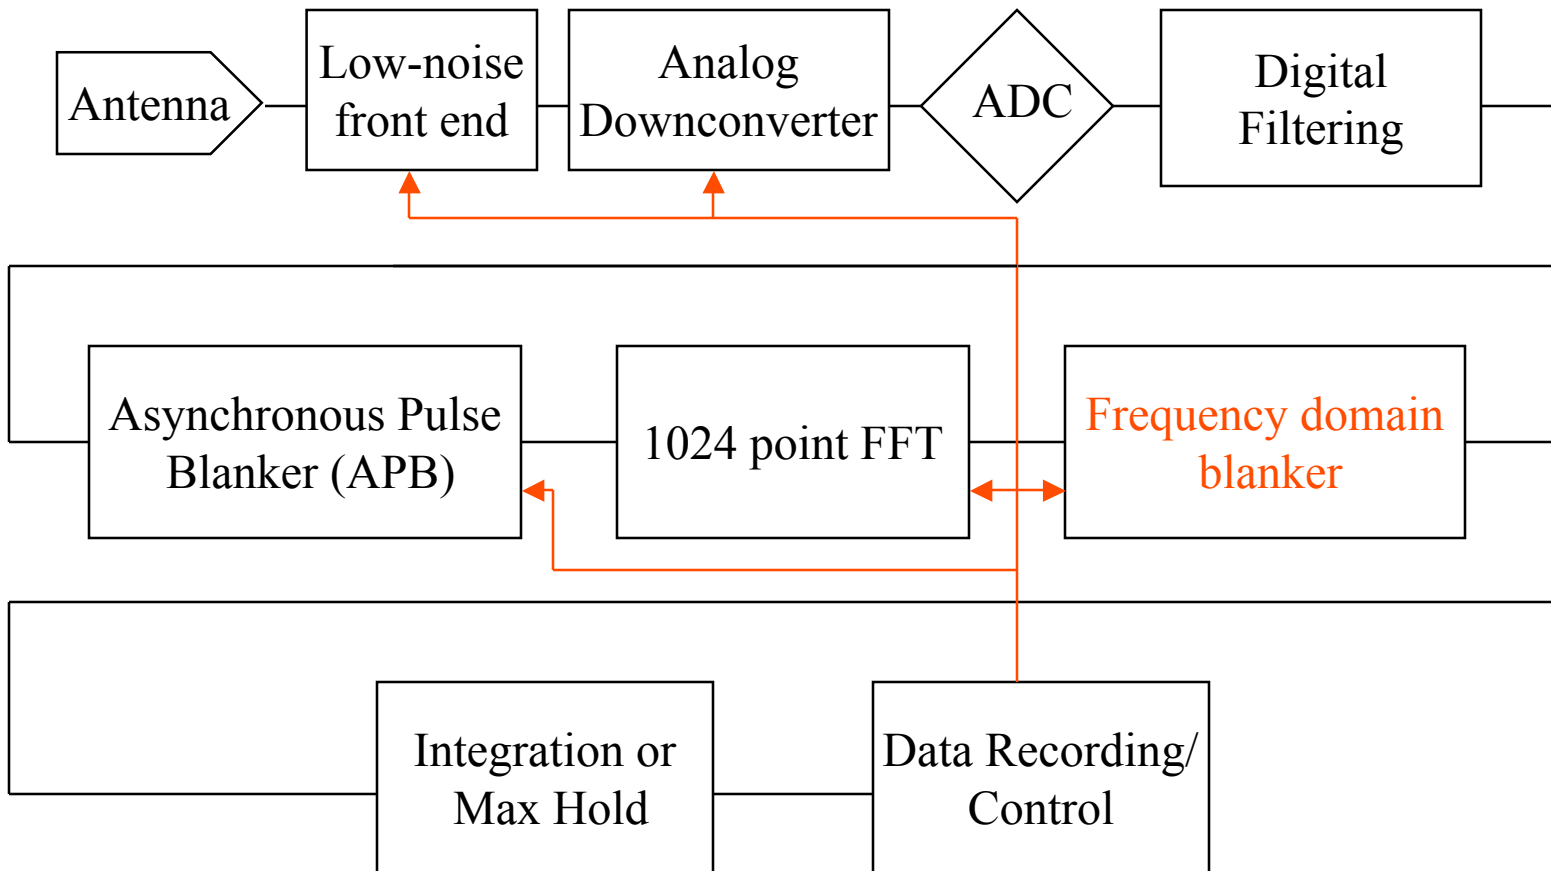 Antenna
Low-noise
front end
Analog
Downconverter
ADC
Digital
Filtering
Asynchronous Pulse
Blanker (APB)
1024 point FFT
Frequency domain
blanker
Integration or
Max Hold
Data Recording/
Control